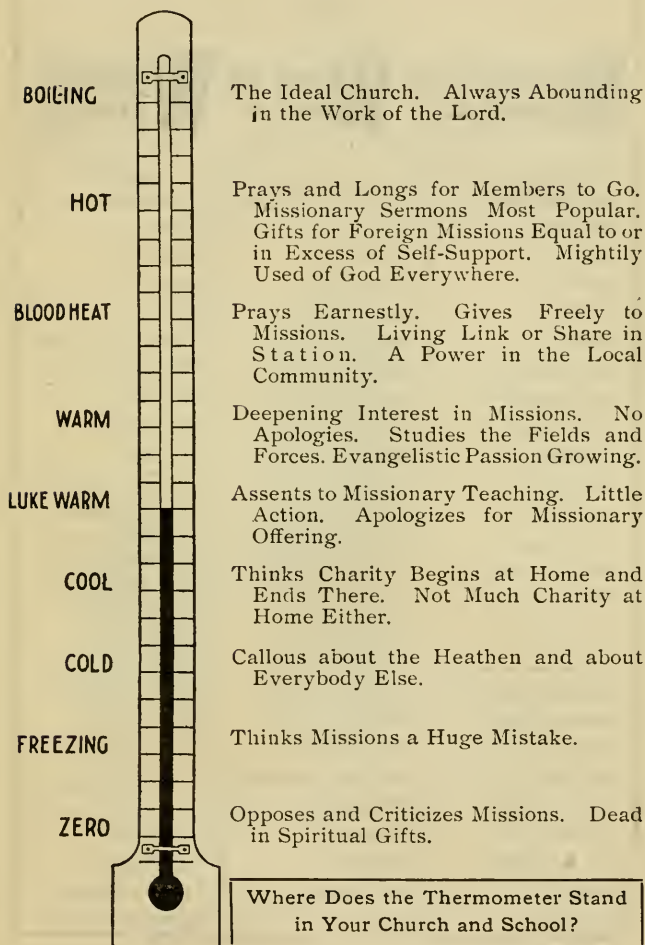 BOILING
The Ideal Church. Always Abounding
in the Work of the Lord.
HOT
Prays and Longs for Members to Go.
Missionary Sermons Most Popular.
Gifts for Foreign Missions Equal to or
in Excess of Self-Support. Mightily
Used of God Everywhere.
BLOOD HEAT
Prays Earnestly. Gives Freely to
Missions. Living Link or Share in
Station. A Power in the Local
Community.
WARM
Deepening Interest in Missions. No
Apologies. Studies the Fields and
Forces. Evangelistic Passion Growing.
LUKE WARM
Assents to Missionary Teaching. Little
Action. Apologizes for Missionary
Offering.
COOL
Thinks Charity Begins at Home and
Ends There. Not Much Charity at
Home Either.
COLD
Callous about the Heathen and about
Everybody Else.
FREEZING
Thinks Missions a Huge Mistake.
ZERO
Opposes and Criticizes Missions. Dead
in Spiritual Gifts.
Where Does the Thermometer Stand
in Your Church and School?